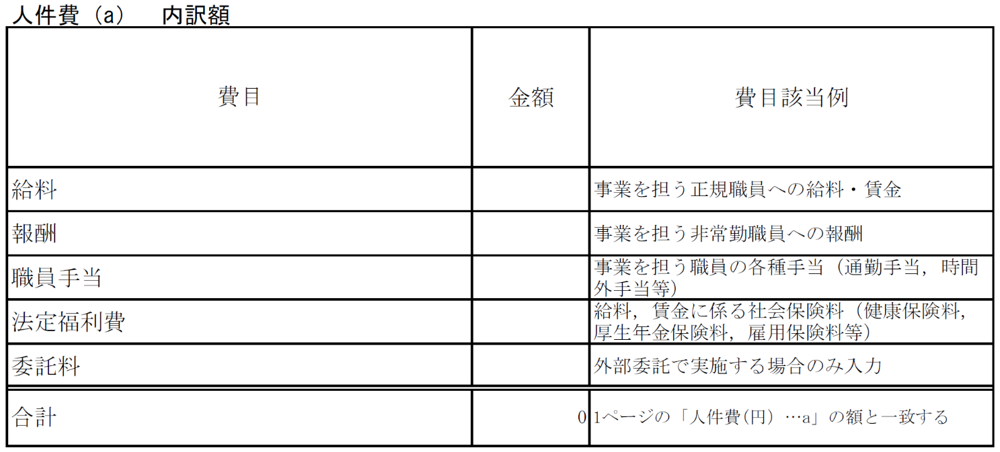 人件費（a）　内訳額
費目　金額　費目該当例
給料　事業を担う正規職員への給料・賃金
報酬　事業を担う非常勤職員への報酬
職員手当　事業を担う職員の各種手当（通勤手当，時間
外手当等）
法定福利費　給料，賃金に係る社会保険料（健康保険料，
厚生年金保険料，雇用保険料等）
委託料　外部委託で実施する場合のみ入力
合計　0　1ページの「人件費(円）…a」の額と一致する